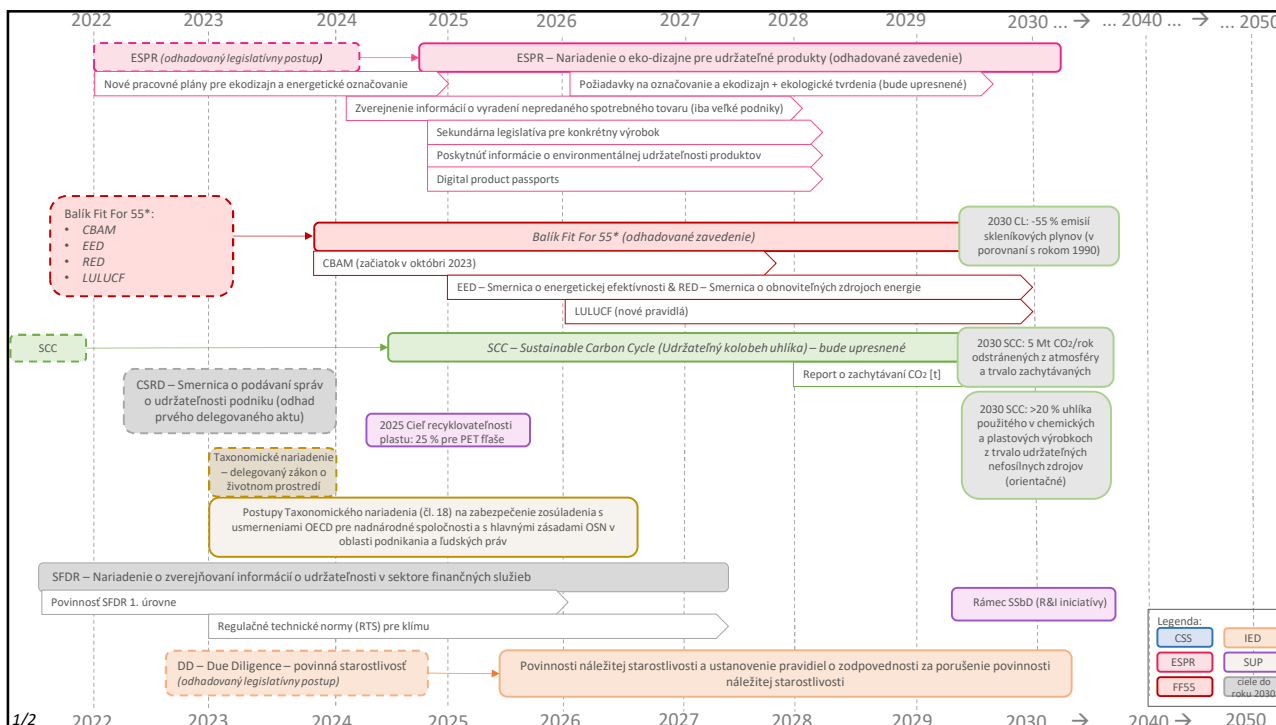 2022 2023 2024 2025 2026 2027 2028 2029 2030 ... → ... 2040 ... → ... 2050
ESPR (odhadovaný legislatívny postup)
ESPR – Nariadenie o eko-dizajne pre udržateľné produkty (odhadované zavedenie)
Nové pracovné plány pre ekodizajn a energetické označovanie
Požiadavky na označovanie a ekodizajn + ekologické tvrdenia (bude upresnené)
Zverejnenie informácií o vyradení nepredaného spotrebného tovaru (iba veľké podniky)
Sekundárna legislatíva pre konkrétny výrobok
Poskytnúť informácie o environmentálnej udržateľnosti produktov
Digital product passports
Balík Fit For 55*:
• CBAM
• EED
• RED
• LULUCF
Balík Fit For 55* (odhadované zavedenie)
2030 CL: -55 % emisií
skleníkových plynov (v
porovnaní s rokom 1990)
CBAM (začiatok v októbri 2023)
EED – Smernica o energetickej efektívnosti & RED – Smernica o obnoviteľných zdrojoch energie
LULUCF (nové pravidlá)
SCC
SCC – Sustainable Carbon Cycle (Udržateľný kolobeh uhlíka) – bude upresnené
2030 SCC: 5 Mt CO₂/rok
odstránených z atmosféry
a trvalo zachytávaných
Report o zachytávaní CO₂ [t]
CSRD – Smernica o podávaní správ
o udržateľnosti podniku (odhad
prvého delegovaného aktu)
2025 Cieľ recyklovateľnosti
plastu: 25 % pre PET fľaše
2030 SCC: >20 % uhlíka
použitého v chemických
a plastových výrobkoch
z trvalo udržateľných
nefosílnych zdrojov
(orientačné)
Taxonomické nariadenie
– delegovaný zákon o
životnom prostredí
Postupy Taxonomického nariadenia (čl. 18) na zabezpečenie zosúladenia s
usmerneniami OECD pre nadnárodné spoločnosti a s hlavnými zásadami OSN v
oblasti podnikania a ľudských práv
SFDR – Nariadenie o zverejňovaní informácií o udržateľnosti v sektore finančných služieb
Povinnosť SFDR 1. úrovne
Rámec SSbD (R&I iniciatívy)
Regulačné technické normy (RTS) pre klímu
DD – Due Diligence – povinná starostlivosť
(odhadovaný legislatívny postup)
Povinnosti náležitej starostlivosti a ustanovenie pravidiel o zodpovednosti za porušenie povinnosti
náležitej starostlivosti
Legenda:
CSS IED
ESPR SUP
FF55 ciele do
roku 2030
1/2
2022 2023 2024 2025 2026 2027 2028 2029 2030 → 2040 → 2050